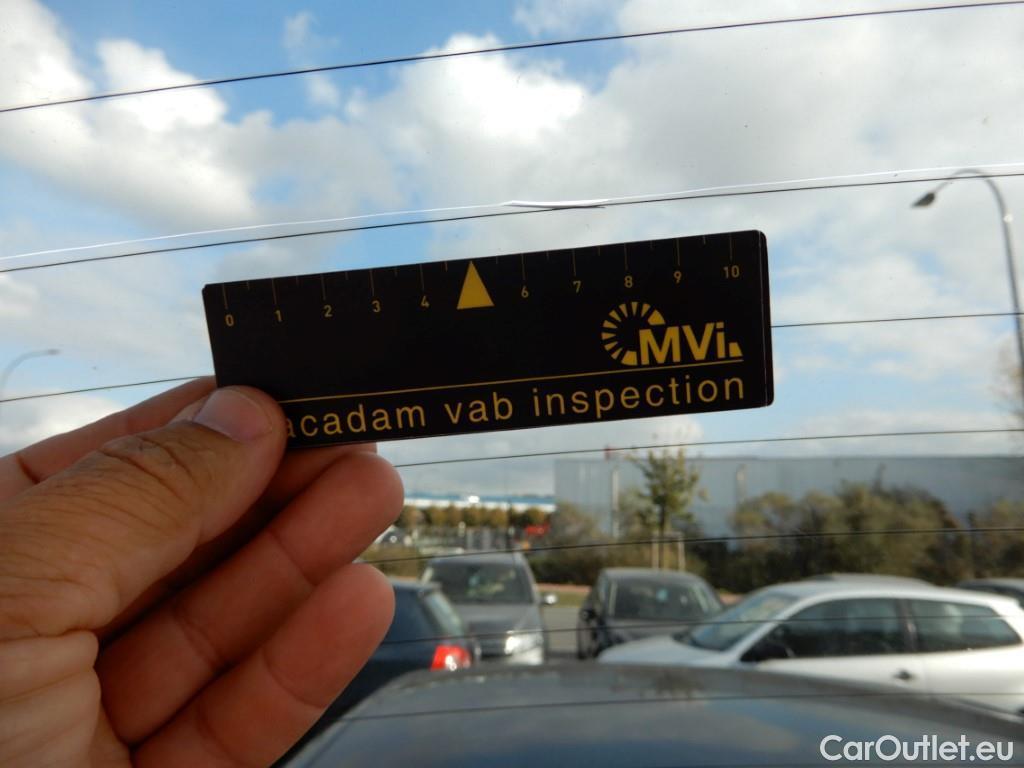 0 1 2 3 4 6 7 8 9 10
MVi
acadam vab inspection
CarOutlet.eu